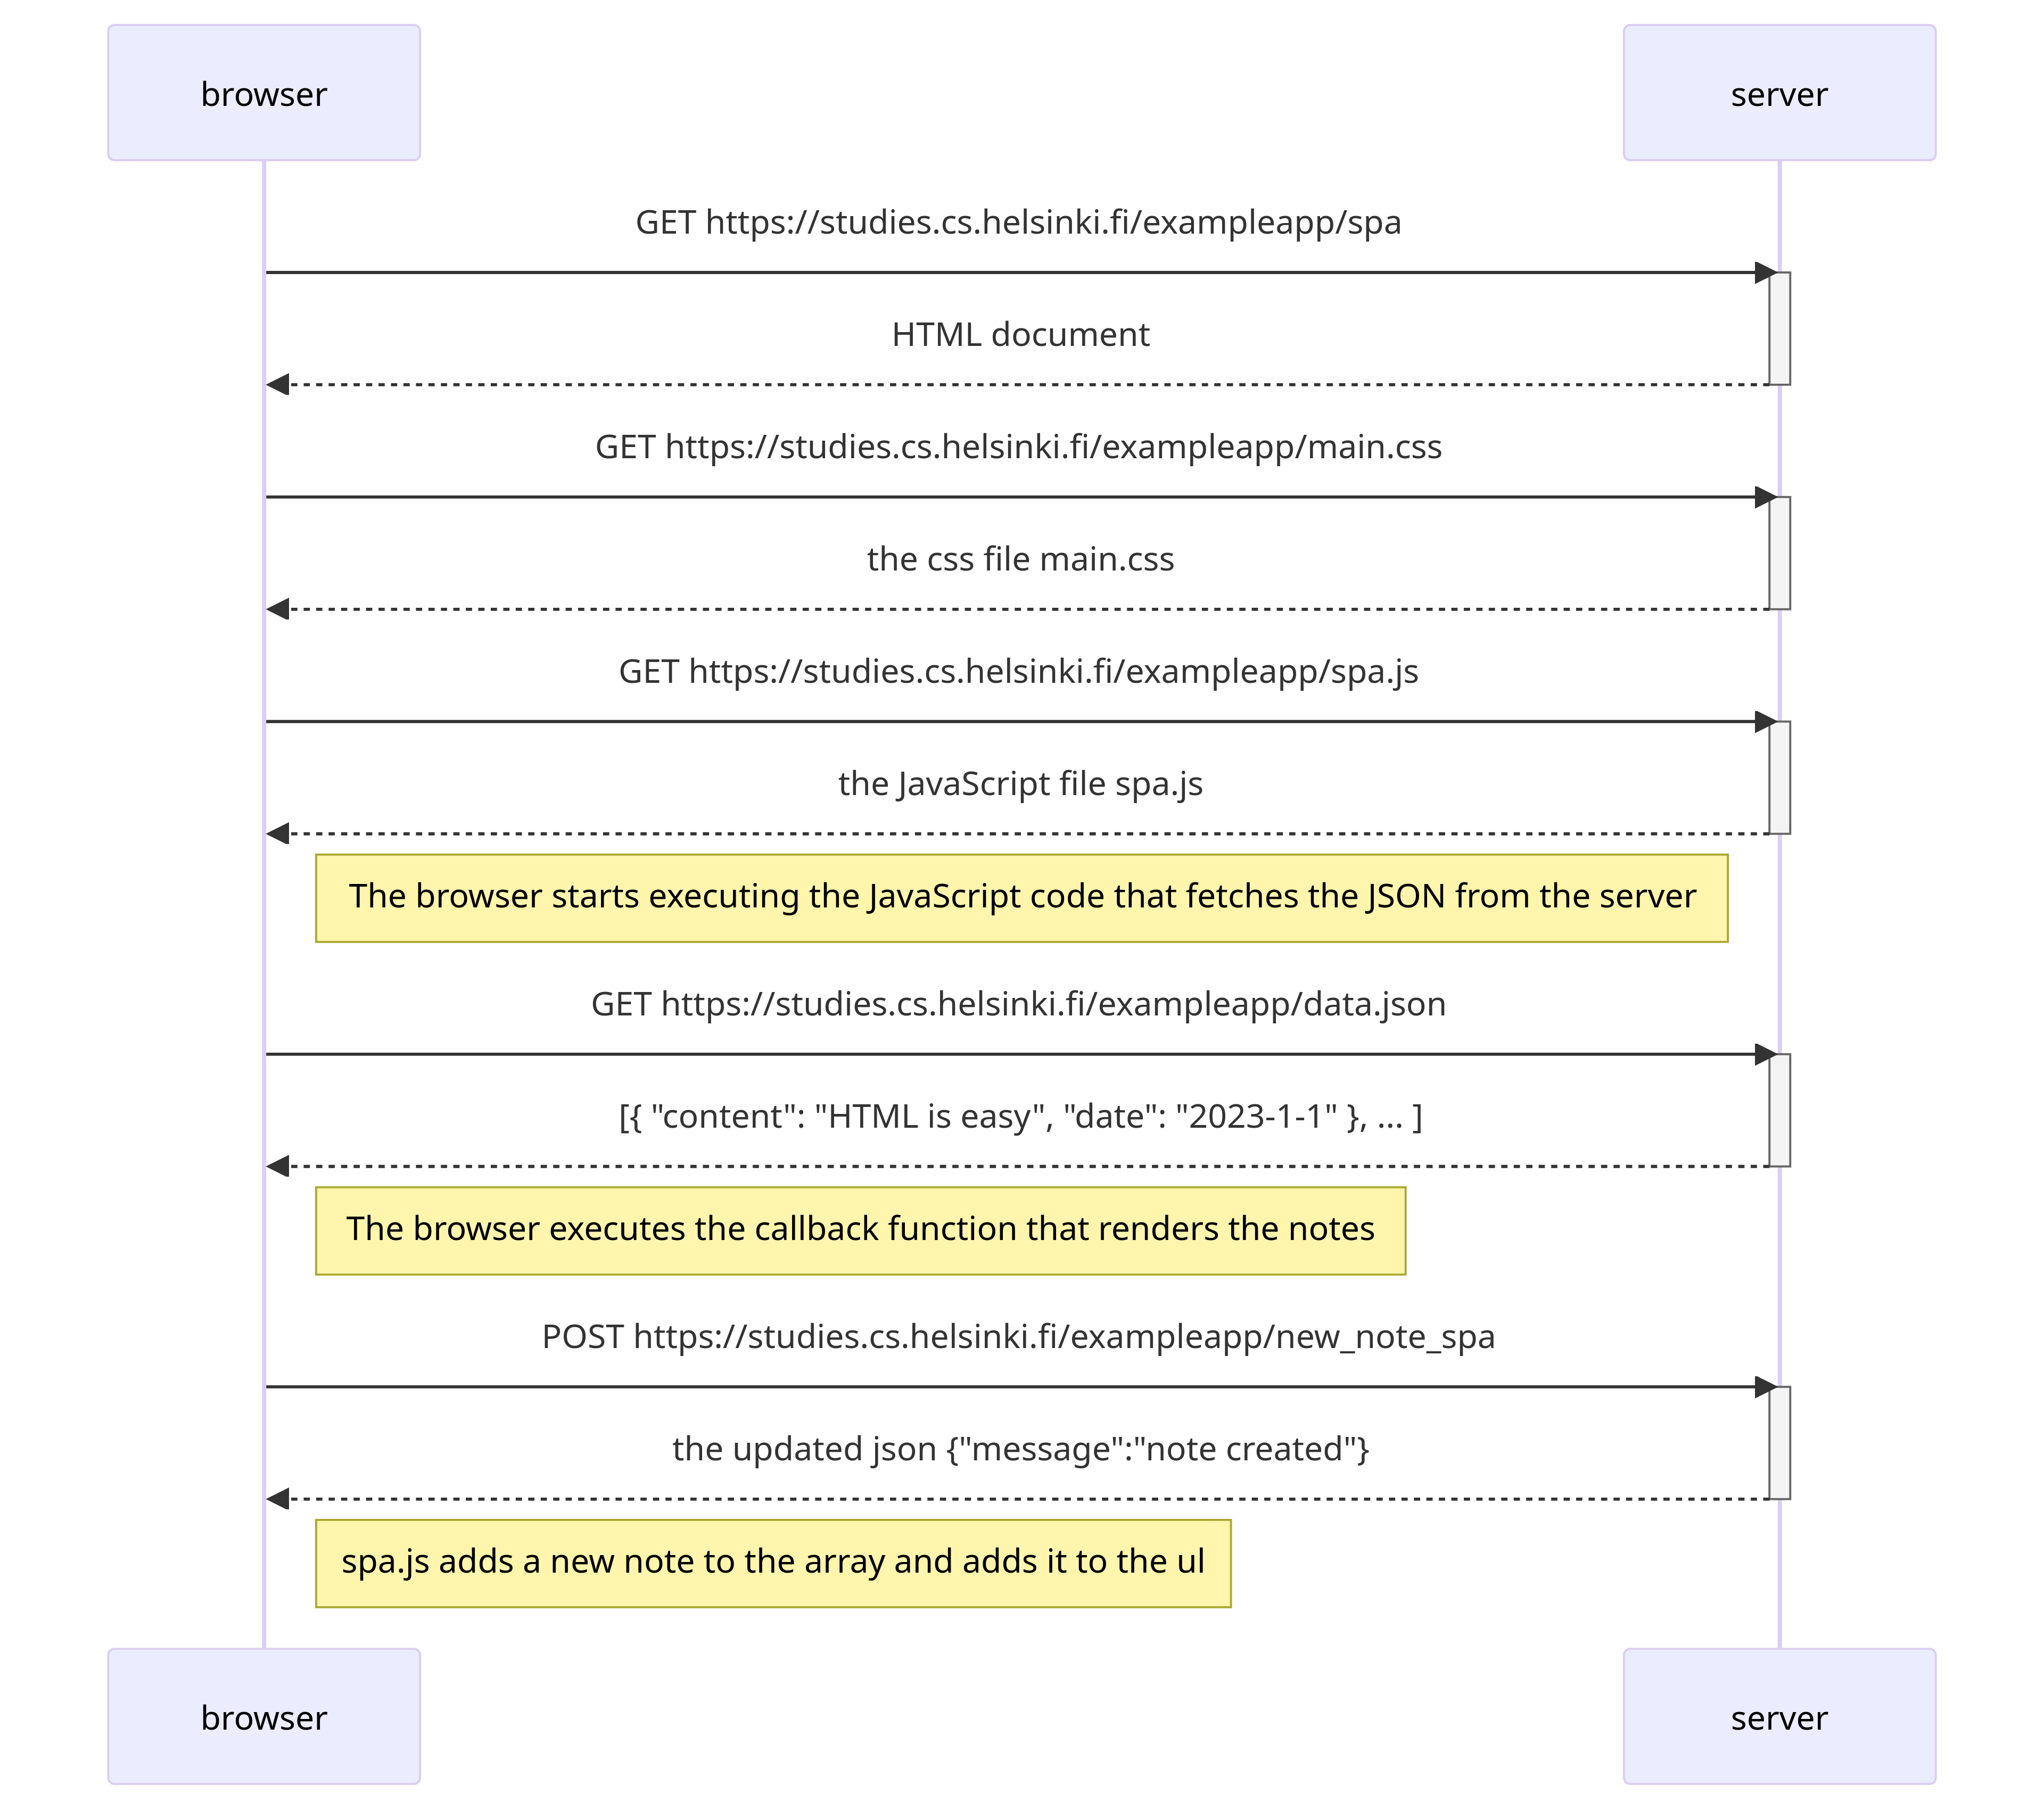 browser
server
GET https://studies.cs.helsinki.fi/exampleapp/spa
HTML document
GET https://studies.cs.helsinki.fi/exampleapp/main.css
the css file main.css
GET https://studies.cs.helsinki.fi/exampleapp/spa.js
the JavaScript file spa.js
The browser starts executing the JavaScript code that fetches the JSON from the server
GET https://studies.cs.helsinki.fi/exampleapp/data.json
[{ "content": "HTML is easy", "date": "2023-1-1" }, ... ]
The browser executes the callback function that renders the notes
POST https://studies.cs.helsinki.fi/exampleapp/new_note_spa
the updated json {"message":"note created"}
spa.js adds a new note to the array and adds it to the ul
browser
server